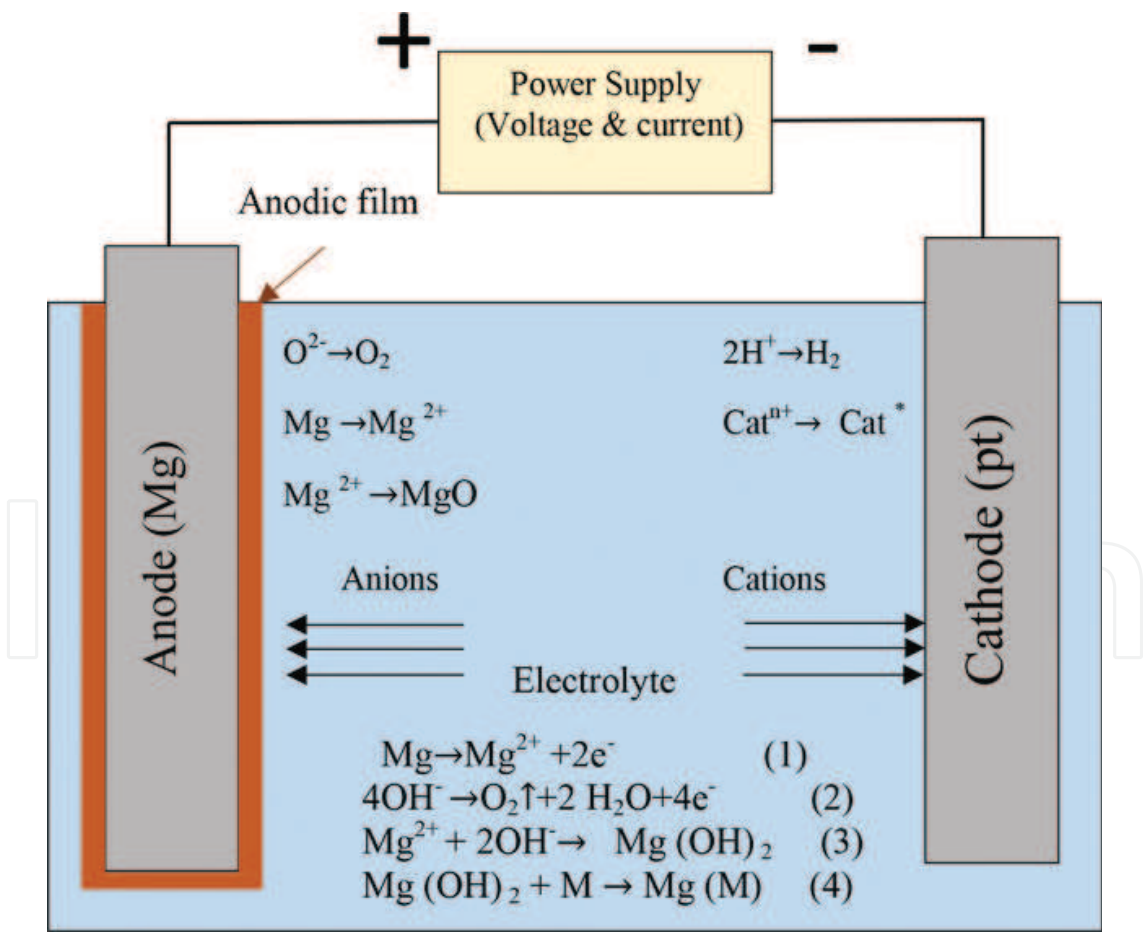 + -
Power Supply
(Voltage & current)
Anodic film
O²⁻→O₂
Mg →Mg ²⁺
Mg ²⁺→MgO
2H⁺→H₂
Catⁿ⁺→ Cat *
Anode (Mg)
Cathode (pt)
Anions
Cations
Electrolyte
Mg→Mg²⁺ +2e⁻ (1)
4OH⁻→O₂↑+2 H₂O+4e⁻ (2)
Mg²⁺ + 2OH⁻→ Mg (OH) ₂ (3)
Mg (OH) ₂ + M → Mg (M) (4)